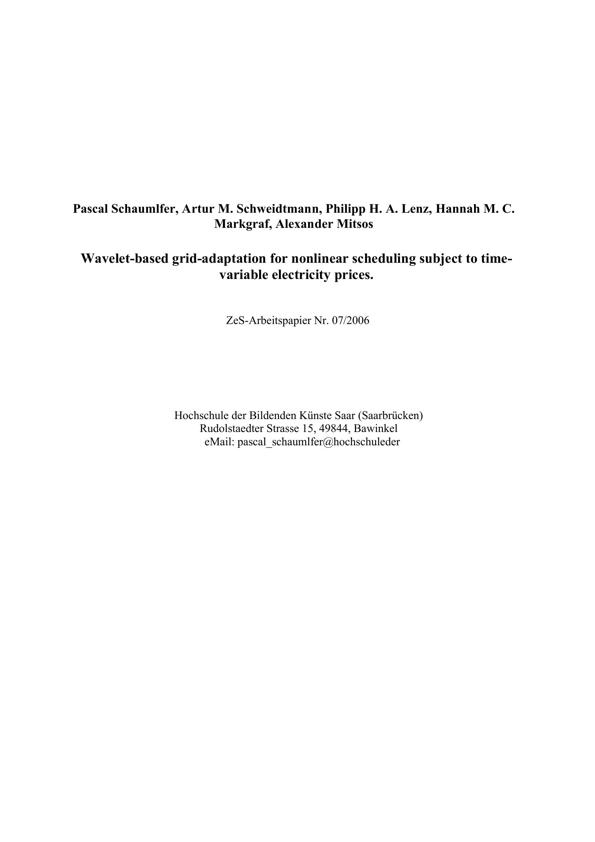 Pascal Schaumlfer, Artur M. Schweidtmann, Philipp H. A. Lenz, Hannah M. C.
Markgraf, Alexander Mitsos
Wavelet-based grid-adaptation for nonlinear scheduling subject to time-
variable electricity prices.
ZeS-Arbeitspapier Nr. 07/2006
Hochschule der Bildenden Künste Saar (Saarbrücken)
Rudolstaedter Strasse 15, 49844, Bawinkel
eMail: pascal_schaumlfer@hochschuleder